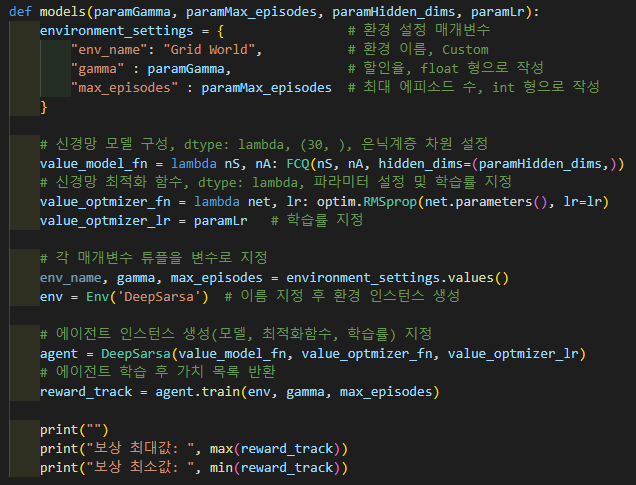 def models(paramGamma, paramMax_episodes, paramHidden_dims, paramLr):
    environment_settings = {               # 환경 설정 매개변수
        "env_name": "Grid World",          # 환경 이름, Custom
        "gamma" : paramGamma,              # 할인율, float 형으로 작성
        "max_episodes" : paramMax_episodes  # 최대 에피소드 수, int 형으로 작성
    }
    # 신경망 모델 구성, dtype: lambda, (30, ), 은닉계층 차원 설정
    value_model_fn = lambda nS, nA: FCQ(nS, nA, hidden_dims=(paramHidden_dims,))
    # 신경망 최적화 함수, dtype: lambda, 파라미터 설정 및 학습률 지정
    value_optmizer_fn = lambda net, lr: optim.RMSprop(net.parameters(), lr=lr)
    value_optmizer_lr = paramLr   # 학습률 지정
    # 각 매개변수 튜플을 변수로 지정
    env_name, gamma, max_episodes = environment_settings.values()
    env = Env('DeepSarsa')  # 이름 지정 후 환경 인스턴스 생성
    # 에이전트 인스턴스 생성(모델, 최적화함수, 학습률) 지정
    agent = DeepSarsa(value_model_fn, value_optmizer_fn, value_optmizer_lr)
    # 에이전트 학습 후 가치 목록 반환
    reward_track = agent.train(env, gamma, max_episodes)
    print("")
    print("보상 최대값: ", max(reward_track))
    print("보상 최소값: ", min(reward_track))